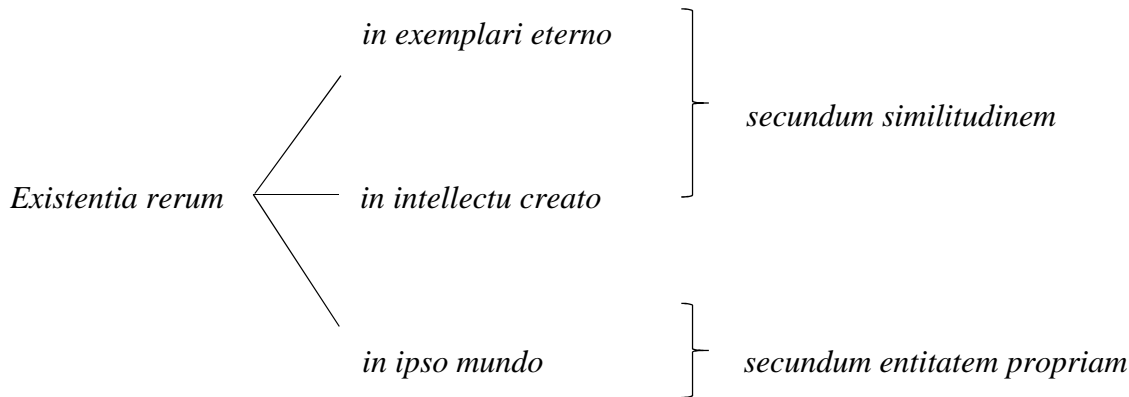 in exemplari eterno
secundum similitudinem
Existentia rerum
in intellectu creato
in ipso mundo
secundum entitatem propriam